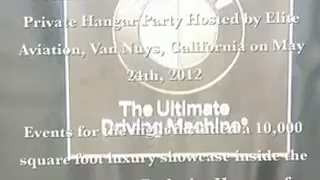 Private Hangar Party Hosted by Elite
Aviation, Van Nuys, California on May
24th, 2012
The Ultimate
Driving Machine®
Events for the 10,000
square foot luxury showcase inside the